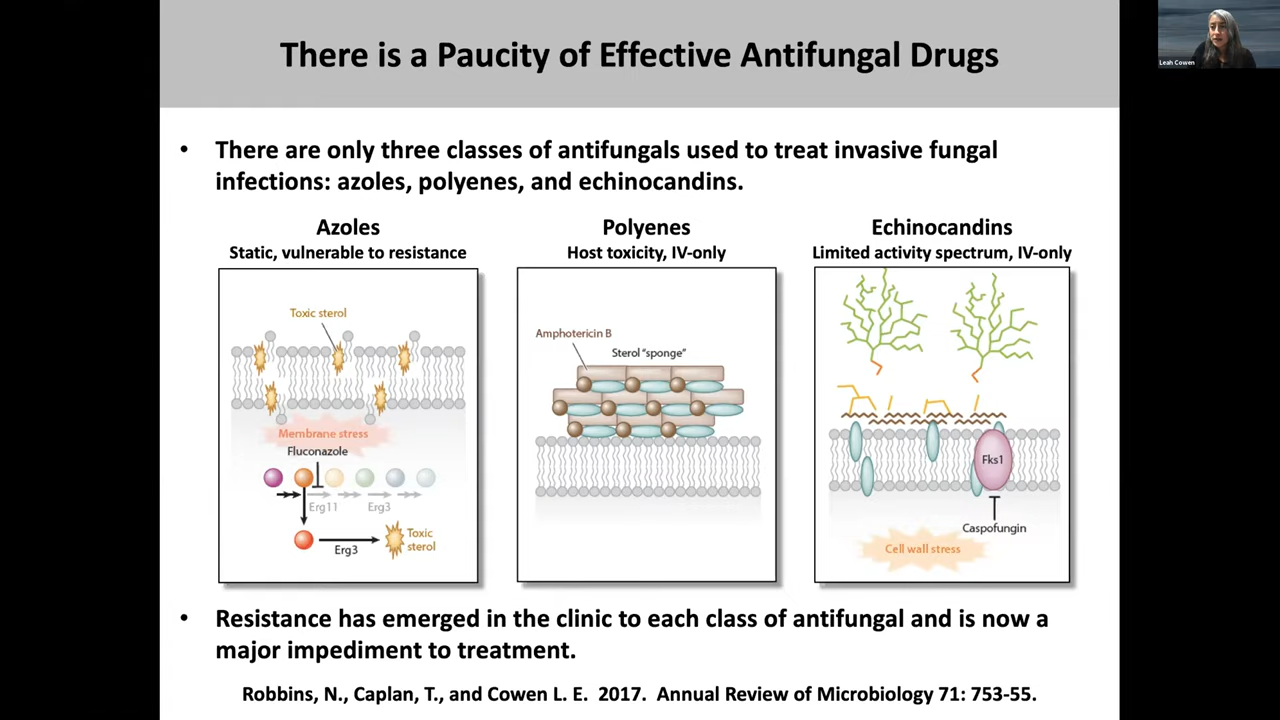 There is a Paucity of Effective Antifungal Drugs
Leah Cowen
• There are only three classes of antifungals used to treat invasive fungal
infections: azoles, polyenes, and echinocandins.
Azoles
Static, vulnerable to resistance
Toxic sterol
Membrane stress
Fluconazole
Erg11
Erg3
Erg3
Toxic
sterol
Polyenes
Host toxicity, IV-only
Amphotericin B
Sterol "sponge"
Echinocandins
Limited activity spectrum, IV-only
Fks1
Caspofungin
Cell wall stress
• Resistance has emerged in the clinic to each class of antifungal and is now a
major impediment to treatment.
Robbins, N., Caplan, T., and Cowen L. E. 2017. Annual Review of Microbiology 71: 753-55.